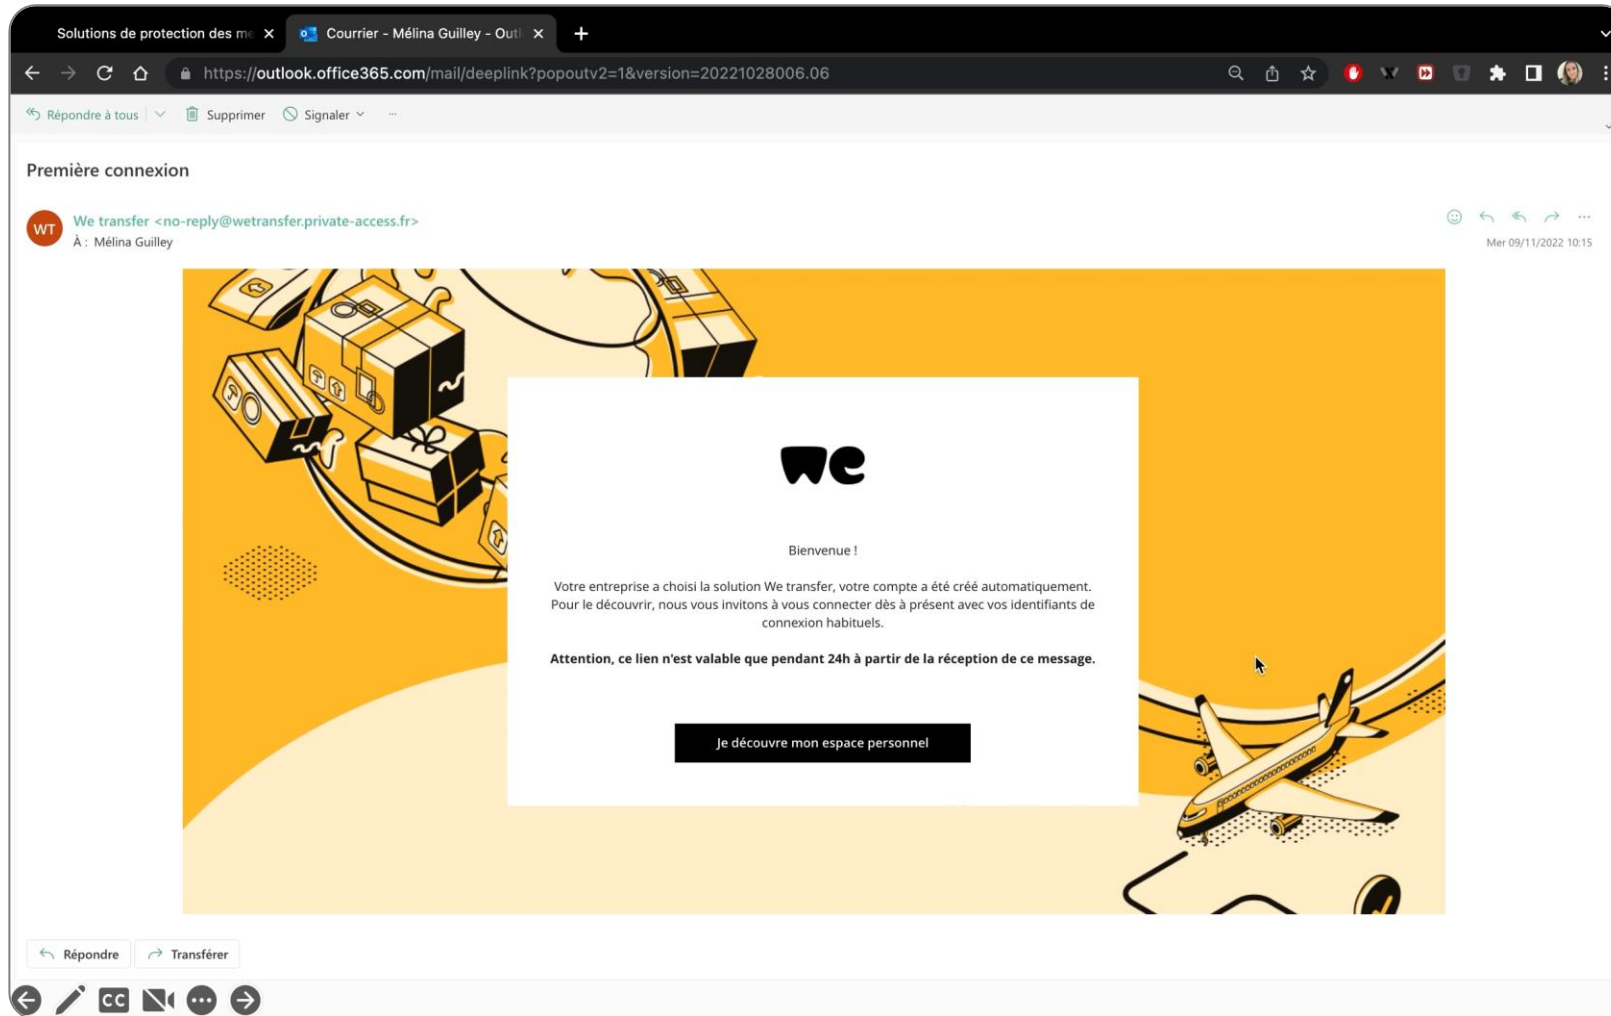 Solutions de protection des me
Courrier - Mélina Guilley - Outl
https://outlook.office365.com/mail/deeplink?popoutv2=1&version=20221028006.06
Répondre à tous
Supprimer
Signaler
Première connexion
WT
We transfer <no-reply@wetransfer.private-access.fr>
À : Mélina Guilley
Mer 09/11/2022 10:15
we
Bienvenue !
Votre entreprise a choisi la solution We transfer, votre compte a été créé automatiquement.
Pour le découvrir, nous vous invitons à vous connecter dès à présent avec vos identifiants de
connexion habituels.
Attention, ce lien n'est valable que pendant 24h à partir de la réception de ce message.
Je découvre mon espace personnel
Répondre
Transférer
CC